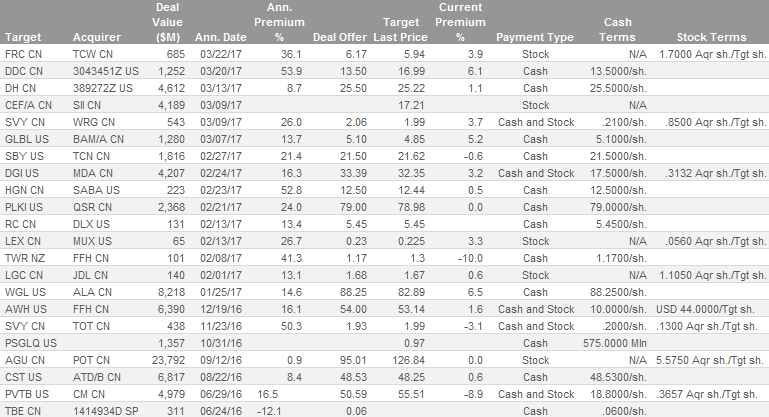 Deal Ann. Current
Value Premium Target Premium Cash
Target Acquirer ($M) Ann. Date % Deal Offer Last Price % Payment Type Terms Stock Terms
FRC CN TCW CN 685 03/22/17 36.1 6.17 5.94 3.9 Stock N/A 1.7000 Aqr sh./Tgt sh.
DDC CN 3043451Z US 1,252 03/20/17 53.9 13.50 16.99 6.1 Cash 13.5000/sh.
DH CN 389272Z US 4,612 03/13/17 8.7 25.50 25.22 1.1 Cash 25.5000/sh.
CEF/A CN SII CN 4,189 03/09/17 17.21 Stock N/A
SVY CN WRG CN 543 03/09/17 26.0 2.06 1.99 3.7 Cash and Stock .2100/sh. .8500 Aqr sh./Tgt sh.
GLBL US BAM/A CN 1,280 03/07/17 13.7 5.10 4.85 5.2 Cash 5.1000/sh.
SBY US TCN CN 1,816 02/27/17 21.4 21.50 21.62 -0.6 Cash 21.5000/sh.
DGI US MDA CN 4,207 02/24/17 16.3 33.39 32.35 3.2 Cash and Stock 17.5000/sh. .3132 Aqr sh./Tgt sh.
HGN CN SABA US 223 02/23/17 52.8 12.50 12.44 0.5 Cash 12.5000/sh.
PLKI US QSR CN 2,368 02/21/17 24.0 79.00 78.98 0.0 Cash 79.0000/sh.
RC CN DLX US 131 02/13/17 13.4 5.45 5.45 Cash 5.4500/sh.
LEX CN MUX US 65 02/13/17 26.7 0.23 0.225 3.3 Stock N/A .0560 Aqr sh./Tgt sh.
TWR NZ FFH CN 101 02/08/17 41.3 1.17 1.3 -10.0 Cash 1.1700/sh.
LGC CN JDL CN 140 02/01/17 13.1 1.68 1.67 0.6 Stock N/A 1.1050 Aqr sh./Tgt sh.
WGL US ALA CN 8,218 01/25/17 14.6 88.25 82.89 6.5 Cash 88.2500/sh.
AWH US FFH CN 6,390 12/19/16 16.1 54.00 53.14 1.6 Cash and Stock 10.0000/sh. USD 44.0000/Tgt sh.
SVY CN TOT CN 438 11/23/16 50.3 1.93 1.99 -3.1 Cash and Stock .2000/sh. .1300 Aqr sh./Tgt sh.
PSGLQ US 1,357 10/31/16 0.97 Cash 575.0000 Mln
AGU CN POT CN 23,792 09/12/16 0.9 95.01 126.84 0.0 Stock N/A 5.5750 Aqr sh./Tgt sh.
CST US ATD/B CN 6,817 08/22/16 8.4 48.53 48.25 0.6 Cash 48.5300/sh.
PVTB US CM CN 4,979 06/29/16 16.5 50.59 55.51 -8.9 Cash and Stock 18.8000/sh. .3657 Aqr sh./Tgt sh.
TBE CN 1414934D SP 311 06/24/16 -12.1 0.06 Cash .0600/sh.